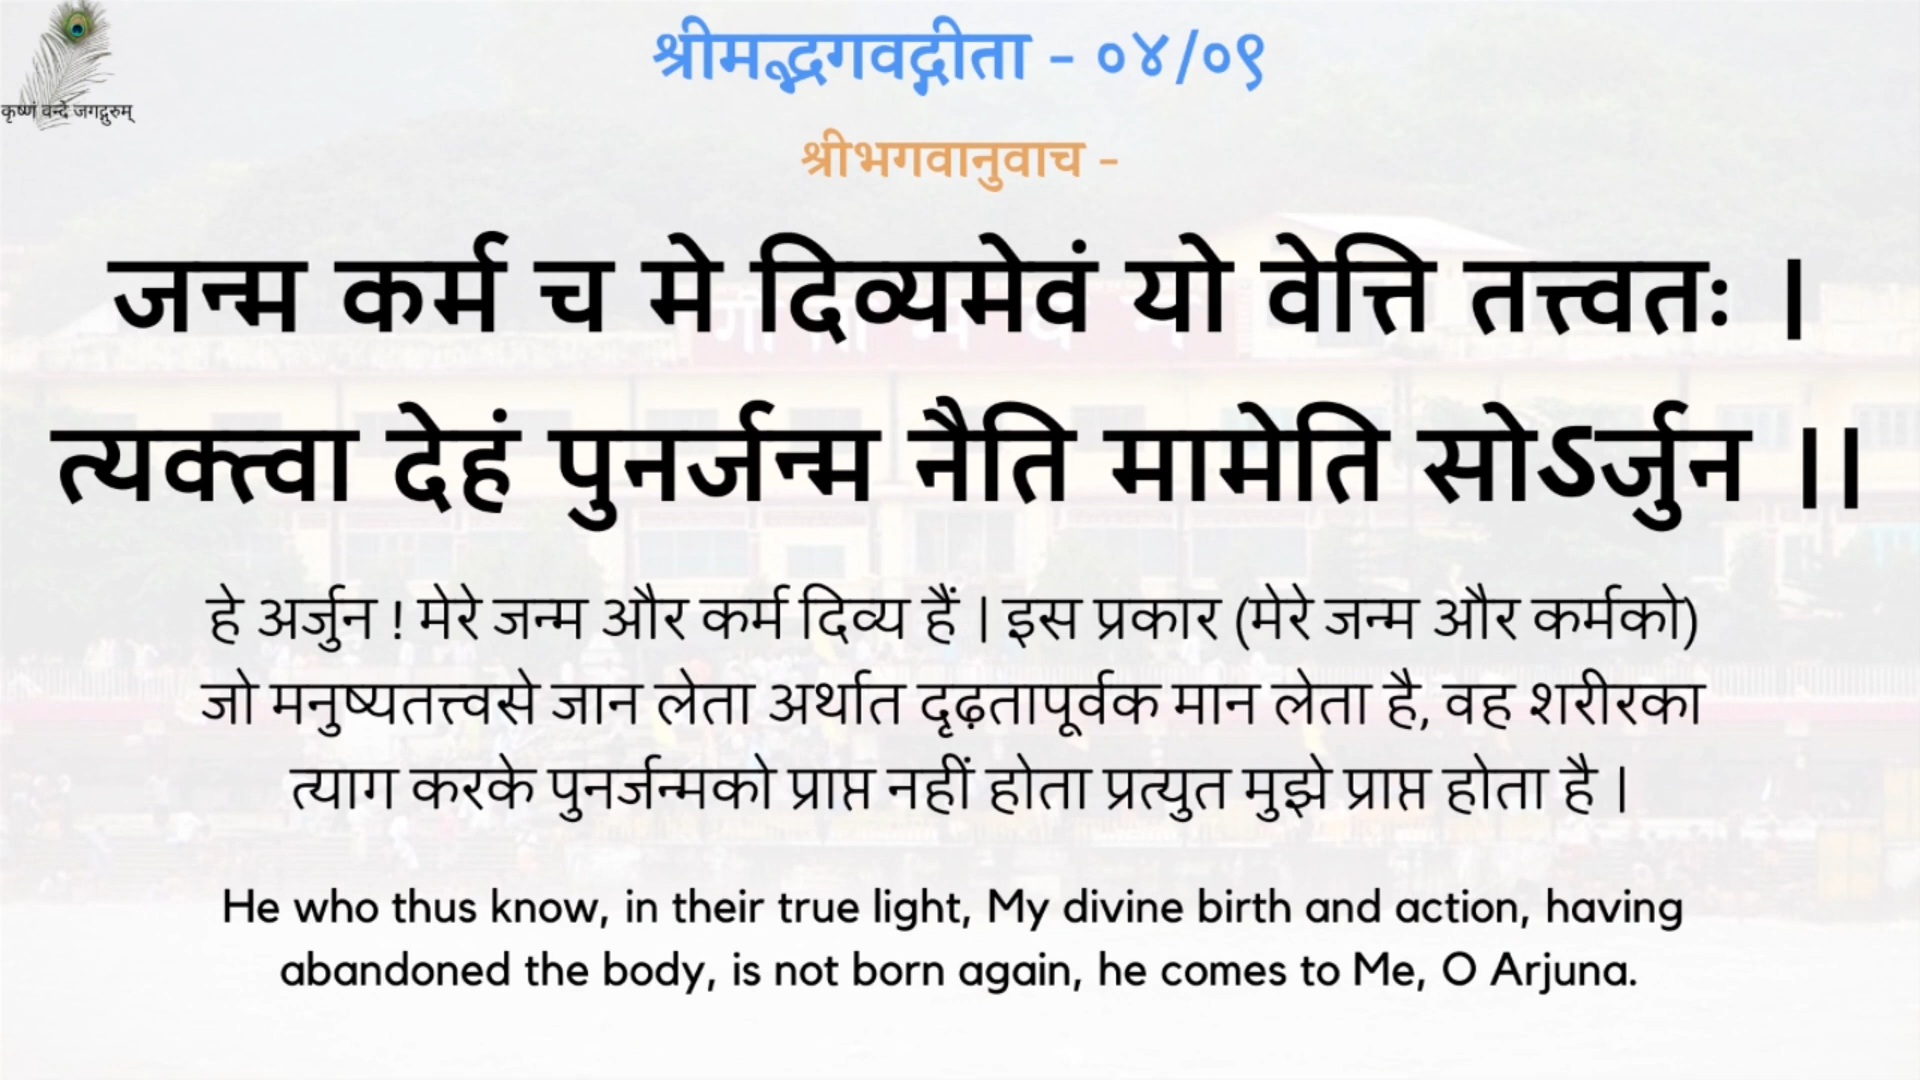 कृष्णं वन्दे जगद्गुरुम्
श्रीमद्भगवद्गीता - ०४/०९
श्रीभगवानुवाच -
जन्म कर्म च मे दिव्यमेवं यो वेत्ति तत्त्वतः ।
त्यक्त्वा देहं पुनर्जन्म नैति मामेति सोऽर्जुन ।।
हे अर्जुन ! मेरे जन्म और कर्म दिव्य हैं | इस प्रकार (मेरे जन्म और कर्मको)
जो मनुष्यतत्त्वसे जान लेता अर्थात दृढ़तापूर्वक मान लेता है, वह शरीरका
त्याग करके पुनर्जन्मको प्राप्त नहीं होता प्रत्युत मुझे प्राप्त होता है |
He who thus know, in their true light, My divine birth and action, having
abandoned the body, is not born again, he comes to Me, O Arjuna.